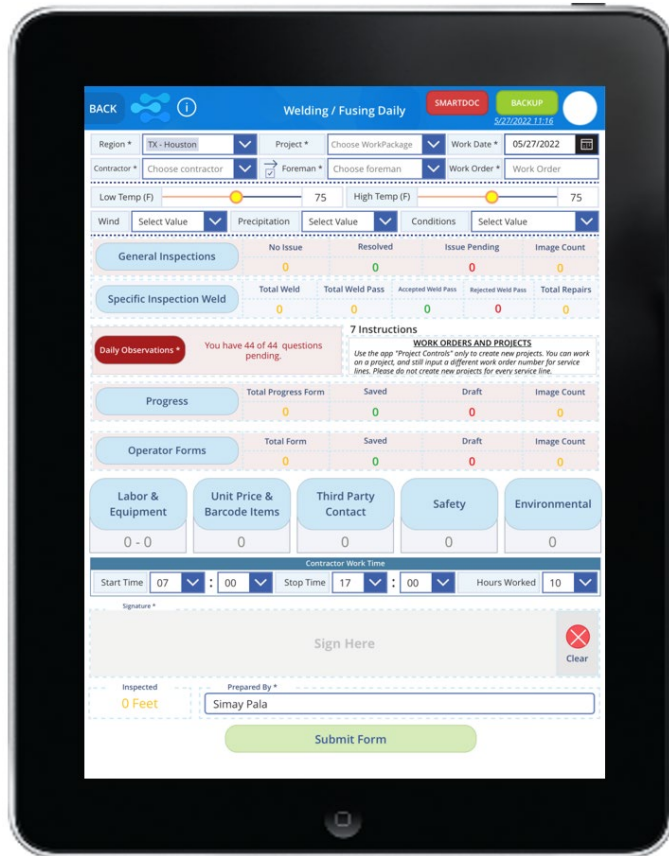 BACK
i
Welding / Fusing Daily
SMARTDOC
BACKUP
5/27/2022 11:16
Region * TX - Houston Project * Choose WorkPackage Work Date * 05/27/2022
Contractor * Choose contractor Foreman * Choose foreman Work Order * Work Order
Low Temp (F) 75 High Temp (F) 75
Wind Select Value Precipitation Select Value Conditions Select Value
General Inspections
No Issue Resolved Issue Pending Image Count
0 0 0 0
Specific Inspection Weld
Total Weld Total Weld Pass Accepted Weld Pass Rejected Weld Pass Total Repairs
0 0 0 0 0
Daily Observations *
You have 44 of 44 questions
pending.
7 Instructions
WORK ORDERS AND PROJECTS
Use the app "Project Controls" only to create new projects. You can work
on a project, and still input a different work order number for service
lines. Please do not create new projects for every service line.
Progress
Total Progress Form Saved Draft Image Count
0 0 0 0
Operator Forms
Total Form Saved Draft Image Count
0 0 0 0
Labor &
Equipment
0 - 0
Unit Price &
Barcode Items
0
Third Party
Contact
0
Safety
0
Environmental
0
Contractor Work Time
Start Time 07 : 00 Stop Time 17 : 00 Hours Worked 10
Signature *
Sign Here
Clear
Inspected
0 Feet
Prepared By *
Simay Pala
Submit Form